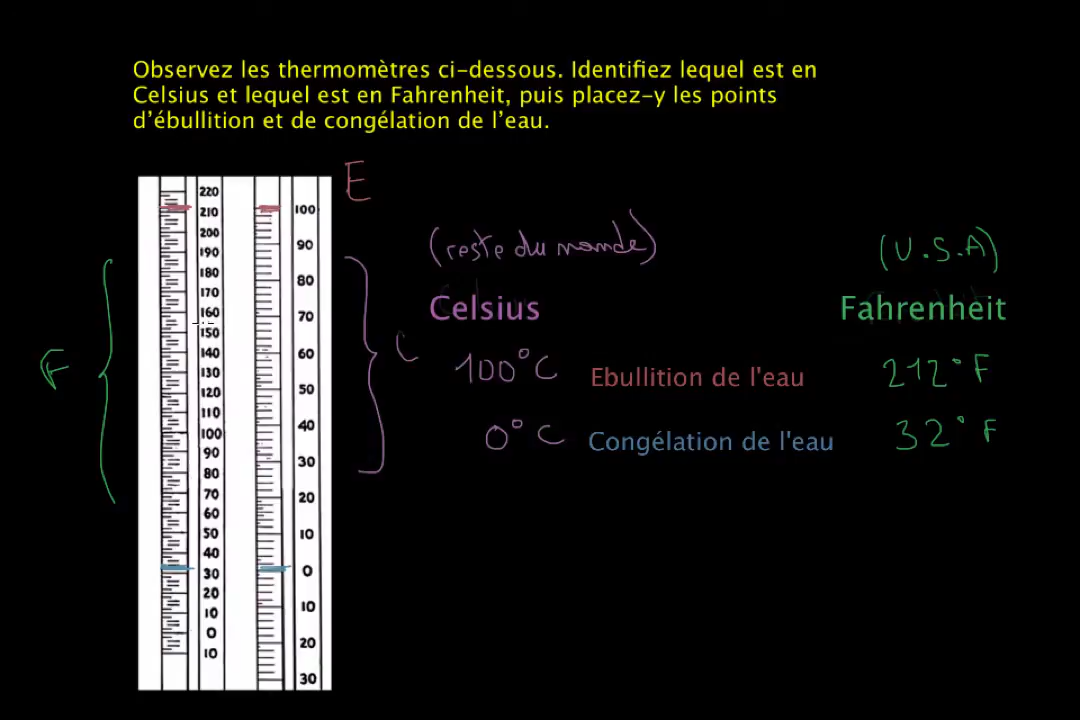 Observez les thermomètres ci-dessous. Identifiez lequel est en
Celsius et lequel est en Fahrenheit, puis placez-y les points
d'ébullition et de congélation de l'eau.
E
220
210
200
190
180
170
160
150
140
130
120
110
100
90
80
70
60
50
40
30
20
10
0
10
100
90
80
70
60
50
40
30
20
10
0
10
20
30
F
C
(reste du monde)
(U.S.A)
Celsius
Fahrenheit
100°C
Ebullition de l'eau
212°F
0°C
Congélation de l'eau
32°F